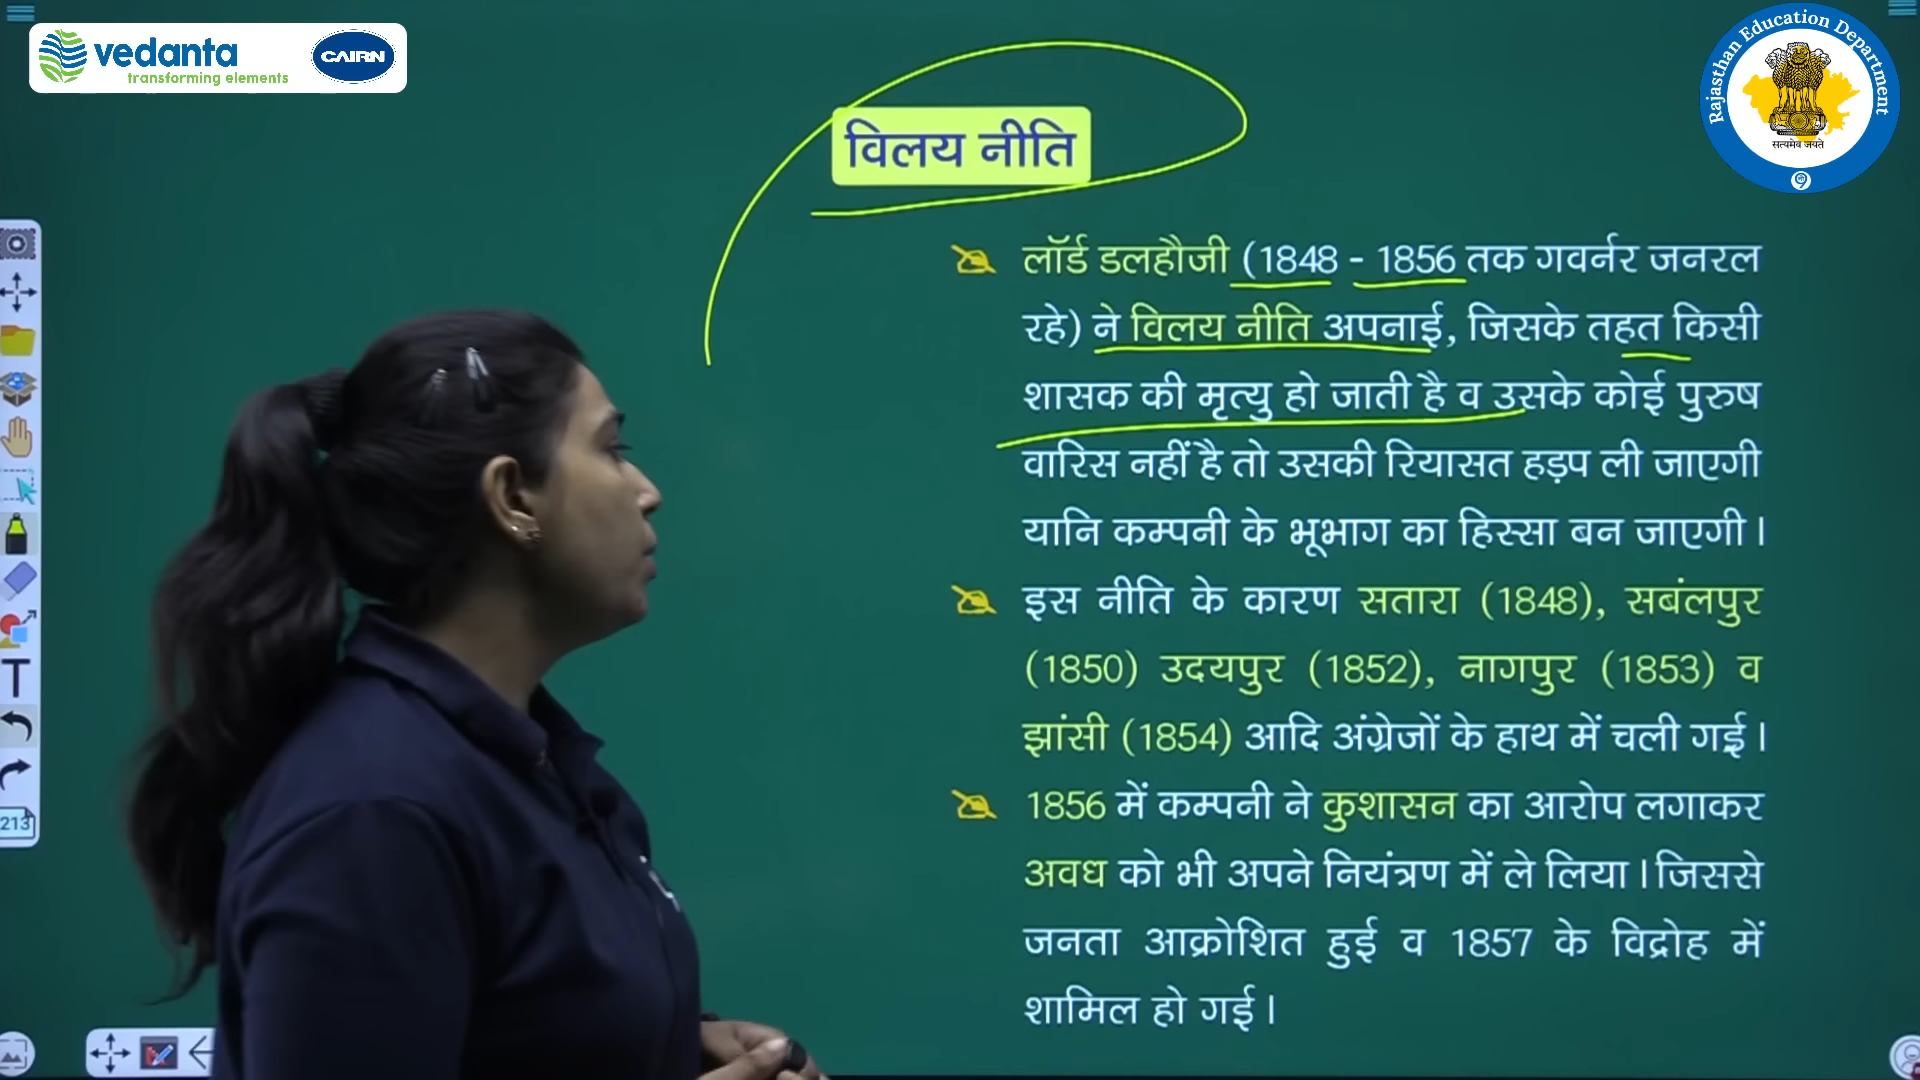 vedanta
transforming elements
CAIRN
Rajasthan Education Department
सत्यमेव जयते
विलय नीति
लॉर्ड डलहौजी (1848 - 1856 तक गवर्नर जनरल
रहे) ने विलय नीति अपनाई, जिसके तहत किसी
शासक की मृत्यु हो जाती है व उसके कोई पुरुष
वारिस नहीं है तो उसकी रियासत हड़प ली जाएगी
यानि कम्पनी के भूभाग का हिस्सा बन जाएगी।
इस नीति के कारण सतारा (1848), सबंलपुर
(1850) उदयपुर (1852), नागपुर (1853) व
झांसी (1854) आदि अंग्रेजों के हाथ में चली गई।
1856 में कम्पनी ने कुशासन का आरोप लगाकर
अवध को भी अपने नियंत्रण में ले लिया।जिससे
जनता आक्रोशित हुई व 1857 के विद्रोह में
शामिल हो गई।
T
213